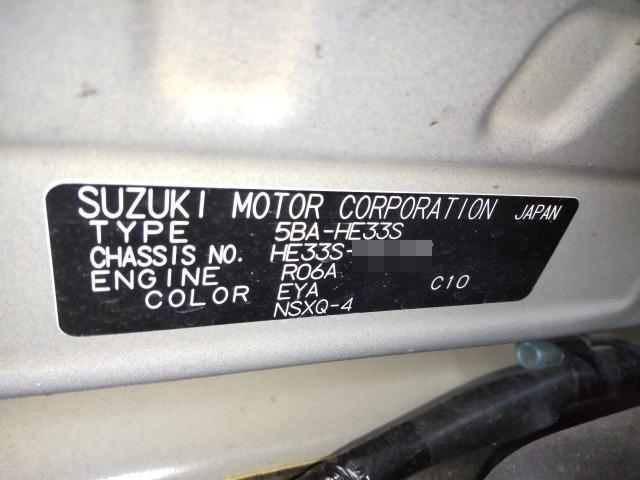 SUZUKI MOTOR CORPORATION JAPAN
TYPE 5BA-HE33S
CHASSIS NO. HE33S-
ENGINE R06A C10
COLOR EYA
NSXQ-4